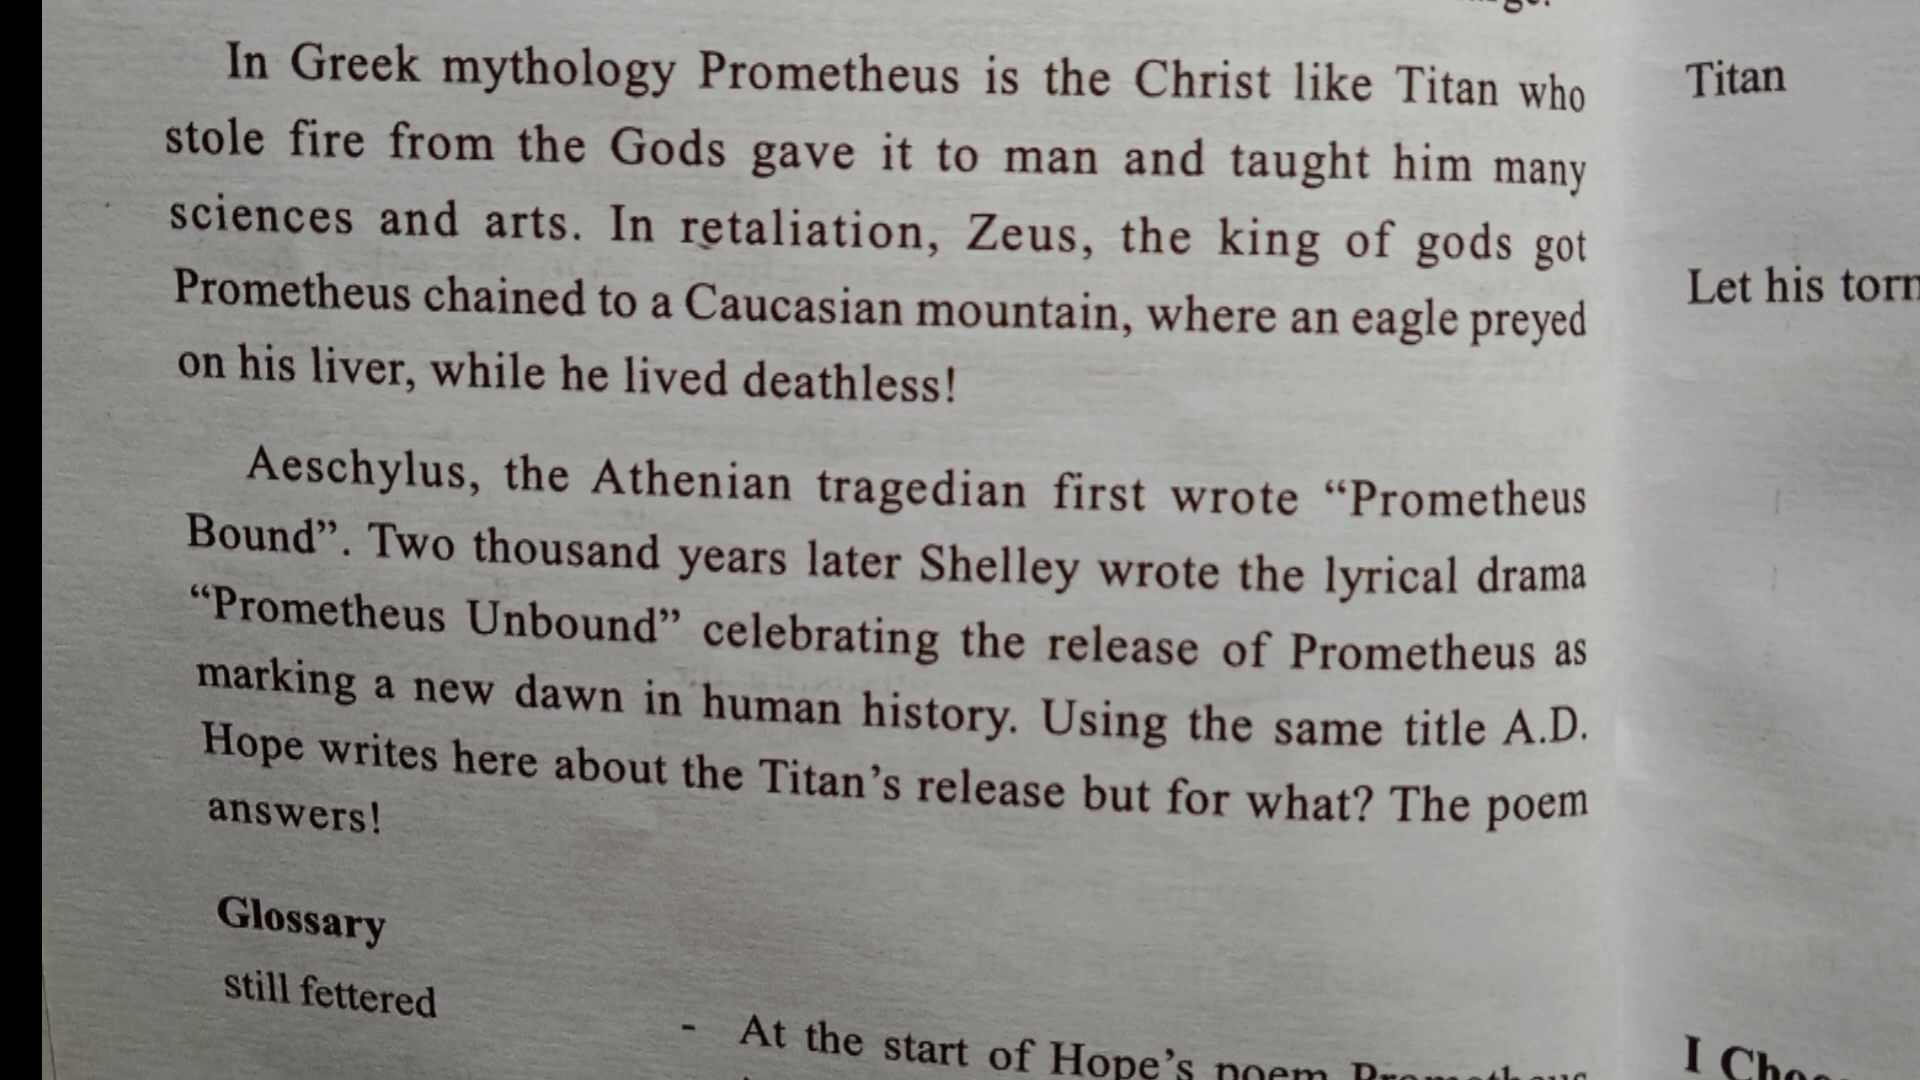 In Greek mythology Prometheus is the Christ like Titan who
stole fire from the Gods gave it to man and taught him many
sciences and arts. In retaliation, Zeus, the king of gods got
Prometheus chained to a Caucasian mountain, where an eagle preyed
on his liver, while he lived deathless!
Aeschylus, the Athenian tragedian first wrote “Prometheus
Bound”. Two thousand years later Shelley wrote the lyrical drama
“Prometheus Unbound” celebrating the release of Prometheus as
marking a new dawn in human history. Using the same title A.D.
Hope writes here about the Titan’s release but for what? The poem
answers!
Glossary
still fettered
- At the start of Hope’s poem Prometheus
Titan
Let his torn
I